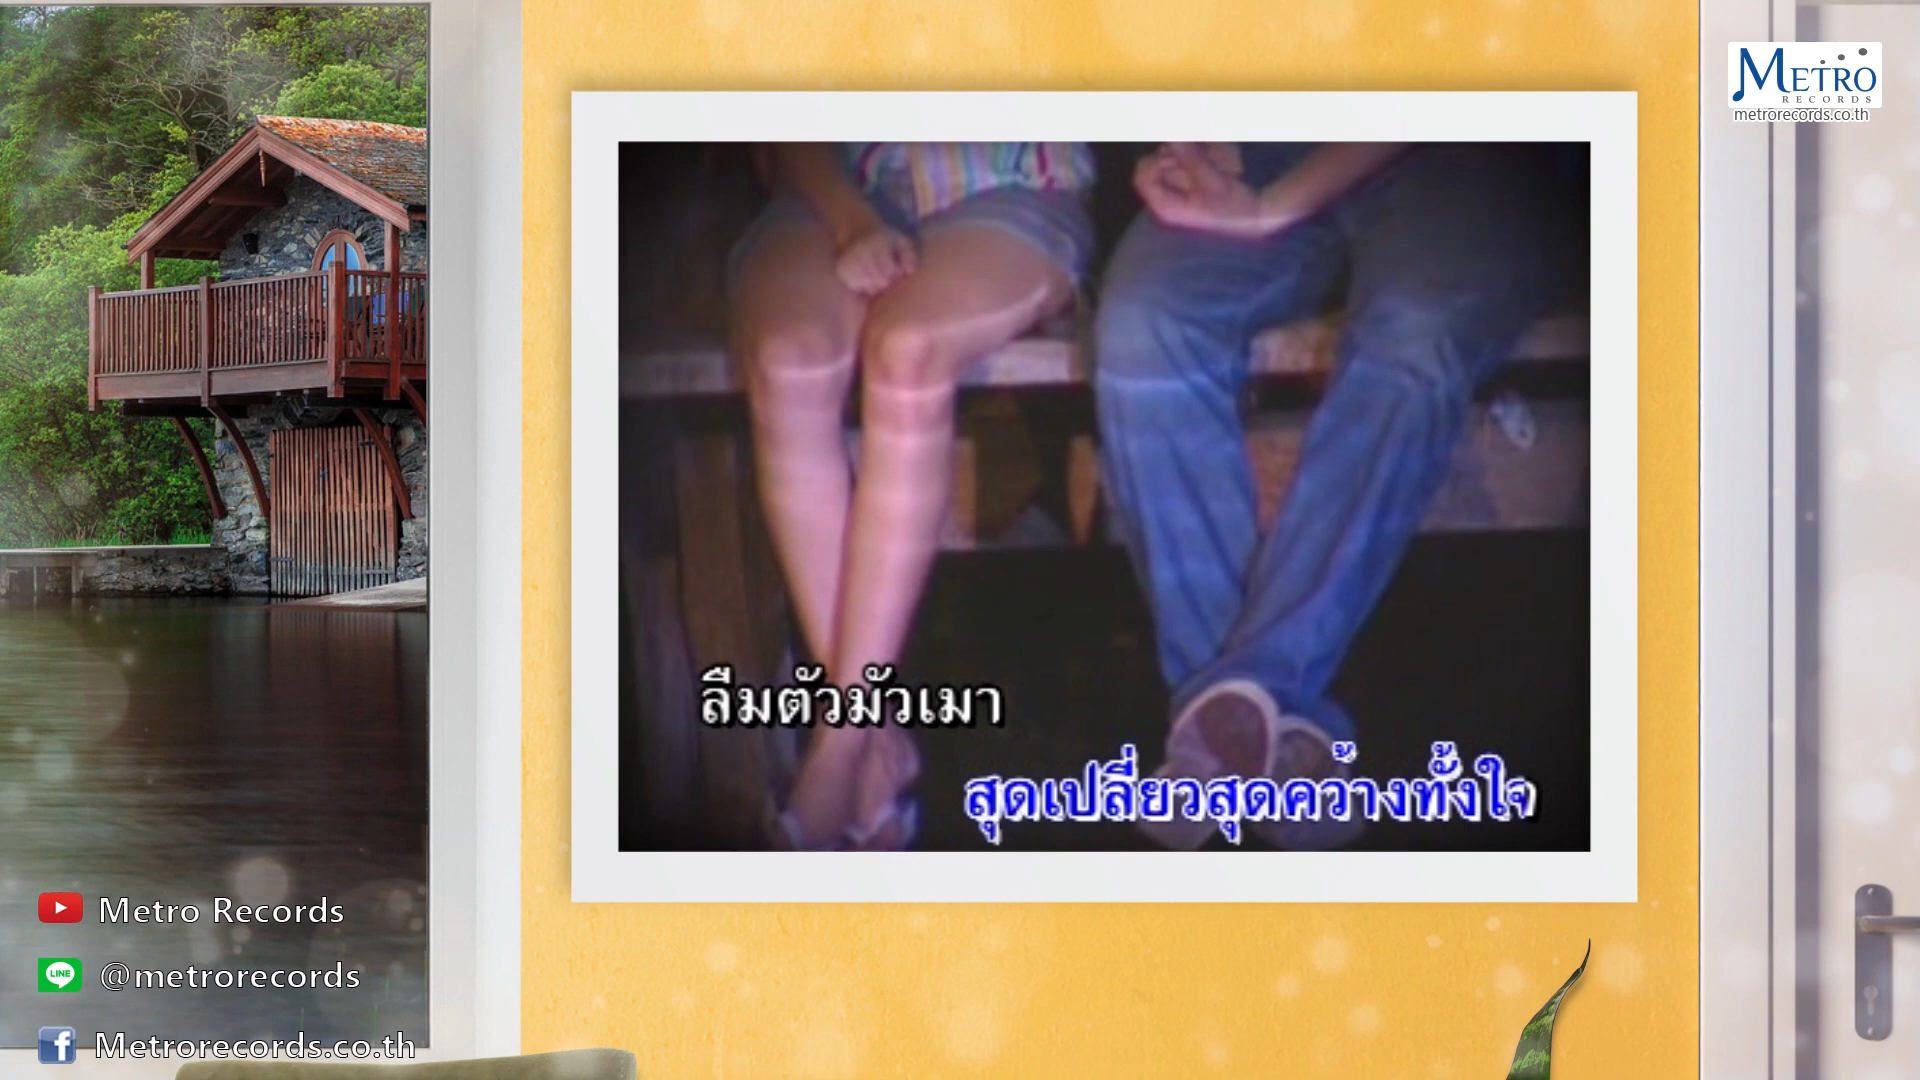 METRO
RECORDS
metrorecords.co.th
ลืมตัวมัวเมา
สุดเปลี่ยวสุดคว้างทั้งใจ
Metro Records
LINE
@metrorecords
f Metrorecords.co.th